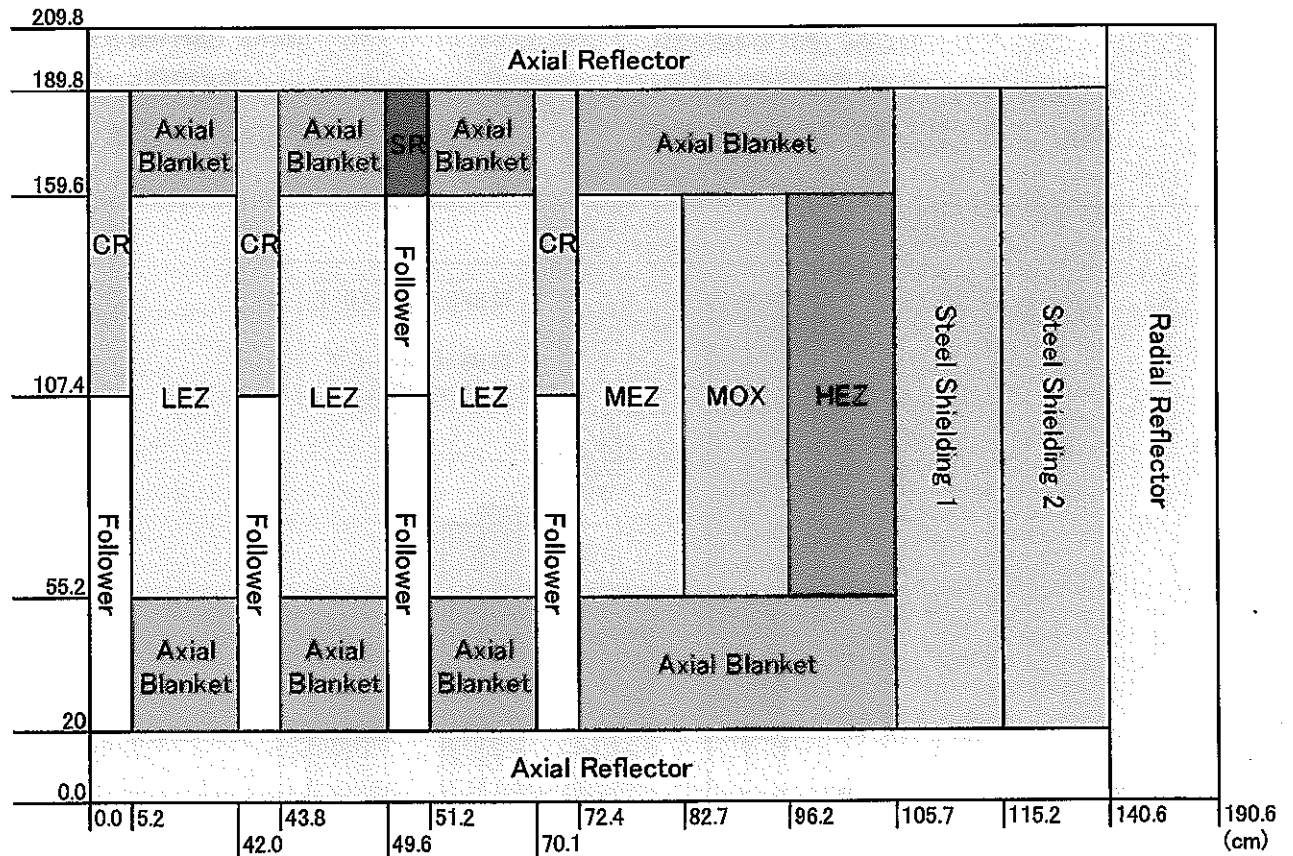 209.8
Axial Reflector
189.8
Axial
Blanket
Axial
Blanket
SR
Axial
Blanket
Axial Blanket
159.6
CR
CR
Follower
CR
Steel Shielding 1
Steel Shielding 2
Radial Reflector
107.4
LEZ
LEZ
LEZ
MEZ
MOX
HEZ
Follower
Follower
Follower
Follower
55.2
Axial
Blanket
Axial
Blanket
Axial
Blanket
Axial Blanket
20
Axial Reflector
0.0
0.0
5.2
43.8
51.2
72.4
82.7
96.2
105.7
115.2
140.6
190.6
42.0
49.6
70.1
(cm)